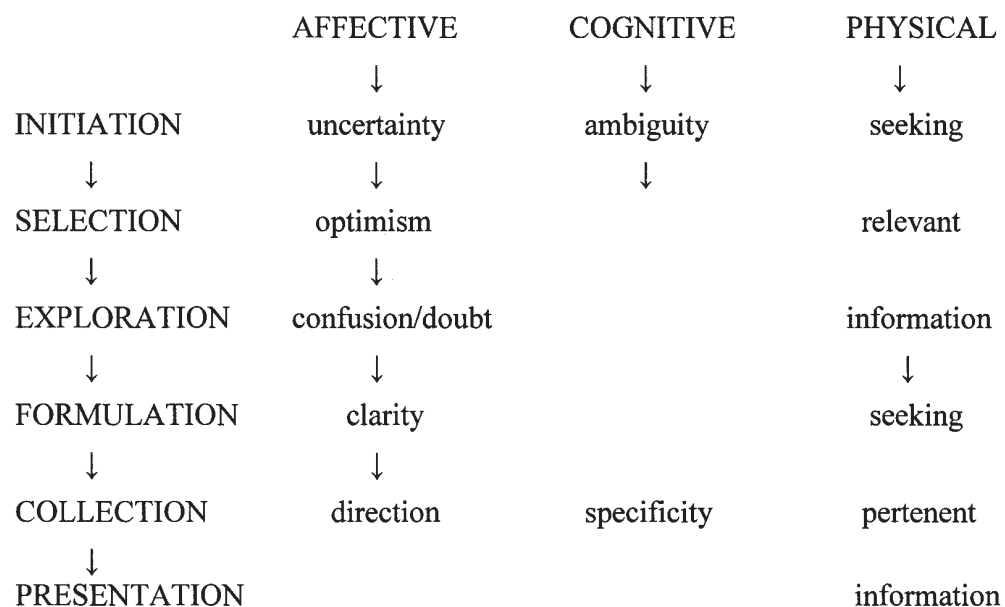 AFFECTIVE COGNITIVE PHYSICAL
↓ ↓ ↓
INITIATION uncertainty ambiguity seeking
↓ ↓ ↓
SELECTION optimism relevant
↓ ↓
EXPLORATION confusion/doubt information
↓ ↓ ↓
FORMULATION clarity seeking
↓ ↓
COLLECTION direction specificity pertenent
↓
PRESENTATION information